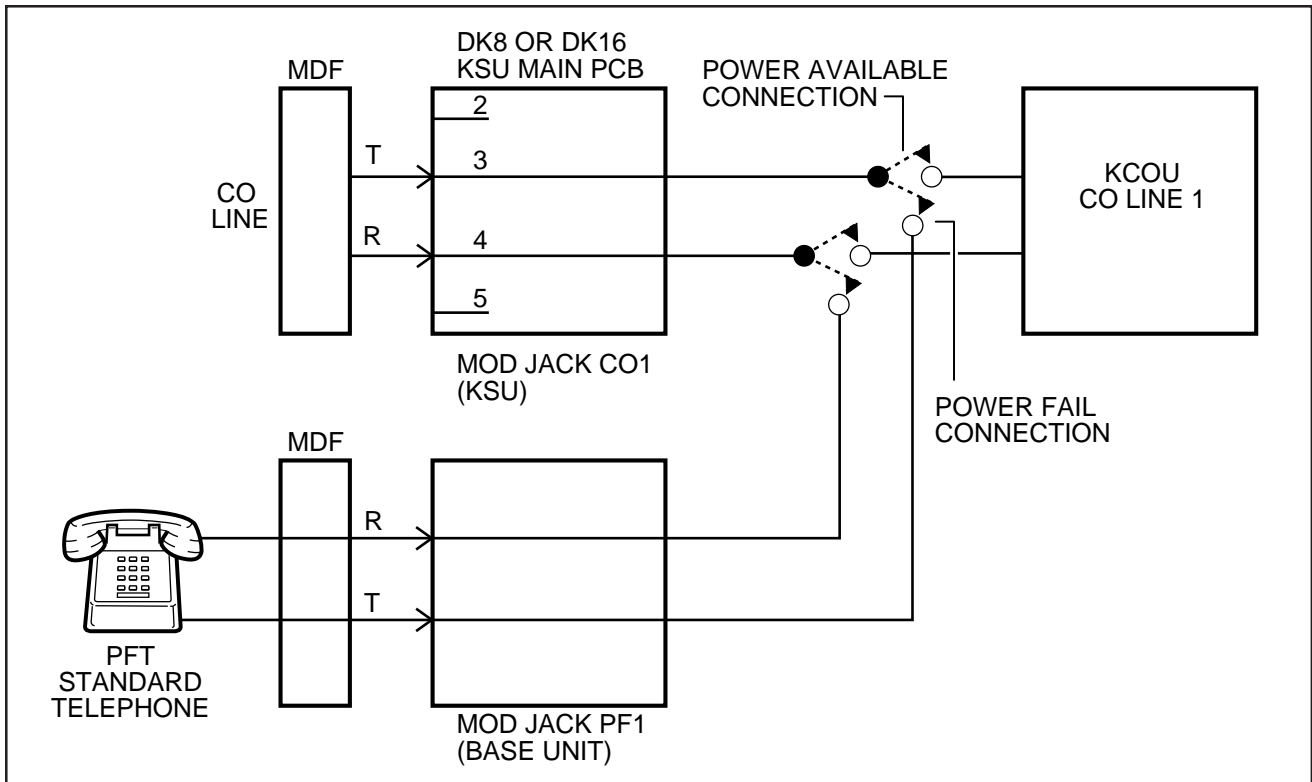 MDF
DK8 OR DK16
KSU MAIN PCB
POWER AVAILABLE
CONNECTION
2
T
3
CO
LINE
R
4
5
KCOU
CO LINE 1
MOD JACK CO1
(KSU)
POWER FAIL
CONNECTION
MDF
R
T
PFT
STANDARD
TELEPHONE
MOD JACK PF1
(BASE UNIT)